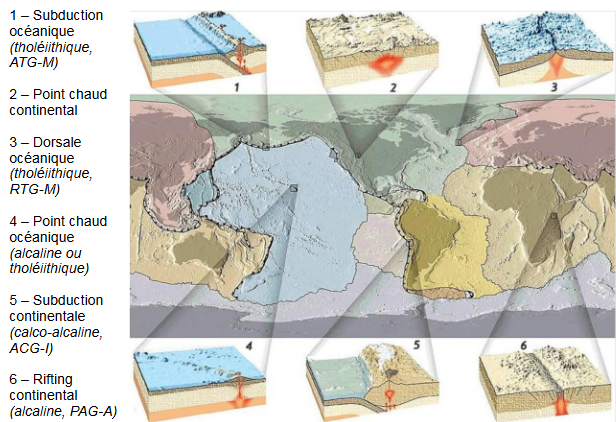 1 – Subduction
océanique
(tholéiithique,
ATG-M)
2 – Point chaud
continental
3 – Dorsale
océanique
(tholéiithique,
RTG-M)
4 – Point chaud
océanique
(alcaline ou
tholéiithique)
5 – Subduction
continentale
(calco-alcaline,
ACG-I)
6 – Rifting
continental
(alcaline, PAG-A)
1
2
3
4
5
6